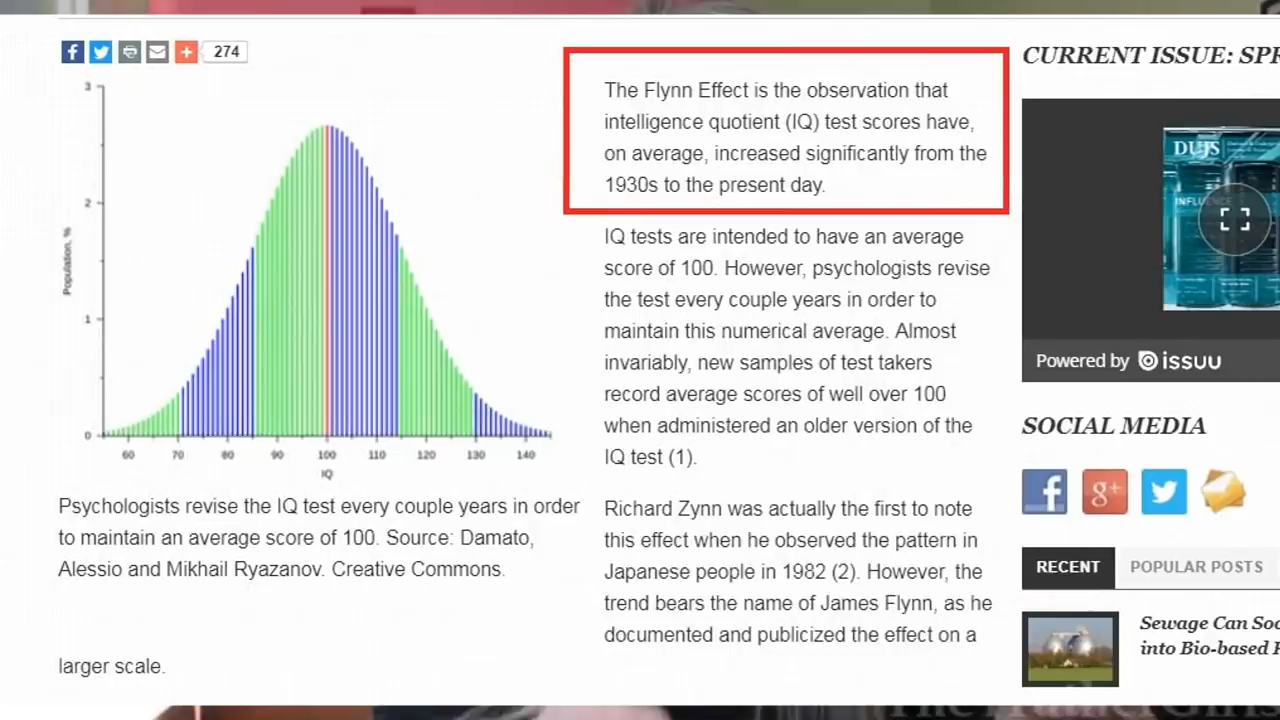 274
3
2
1
0
Population, %
60 70 80 90 100 110 120 130 140
IQ
Psychologists revise the IQ test every couple years in order
to maintain an average score of 100. Source: Damato,
Alessio and Mikhail Ryazanov. Creative Commons.
The Flynn Effect is the observation that
intelligence quotient (IQ) test scores have,
on average, increased significantly from the
1930s to the present day.
IQ tests are intended to have an average
score of 100. However, psychologists revise
the test every couple years in order to
maintain this numerical average. Almost
invariably, new samples of test takers
record average scores of well over 100
when administered an older version of the
IQ test (1).
Richard Zynn was actually the first to note
this effect when he observed the pattern in
Japanese people in 1982 (2). However, the
trend bears the name of James Flynn, as he
documented and publicized the effect on a
larger scale.
CURRENT ISSUE: SPR
DUJS
INFLUENCE
Powered by issuu
SOCIAL MEDIA
RECENT
POPULAR POSTS
Sewage Can Soo
into Bio-based P